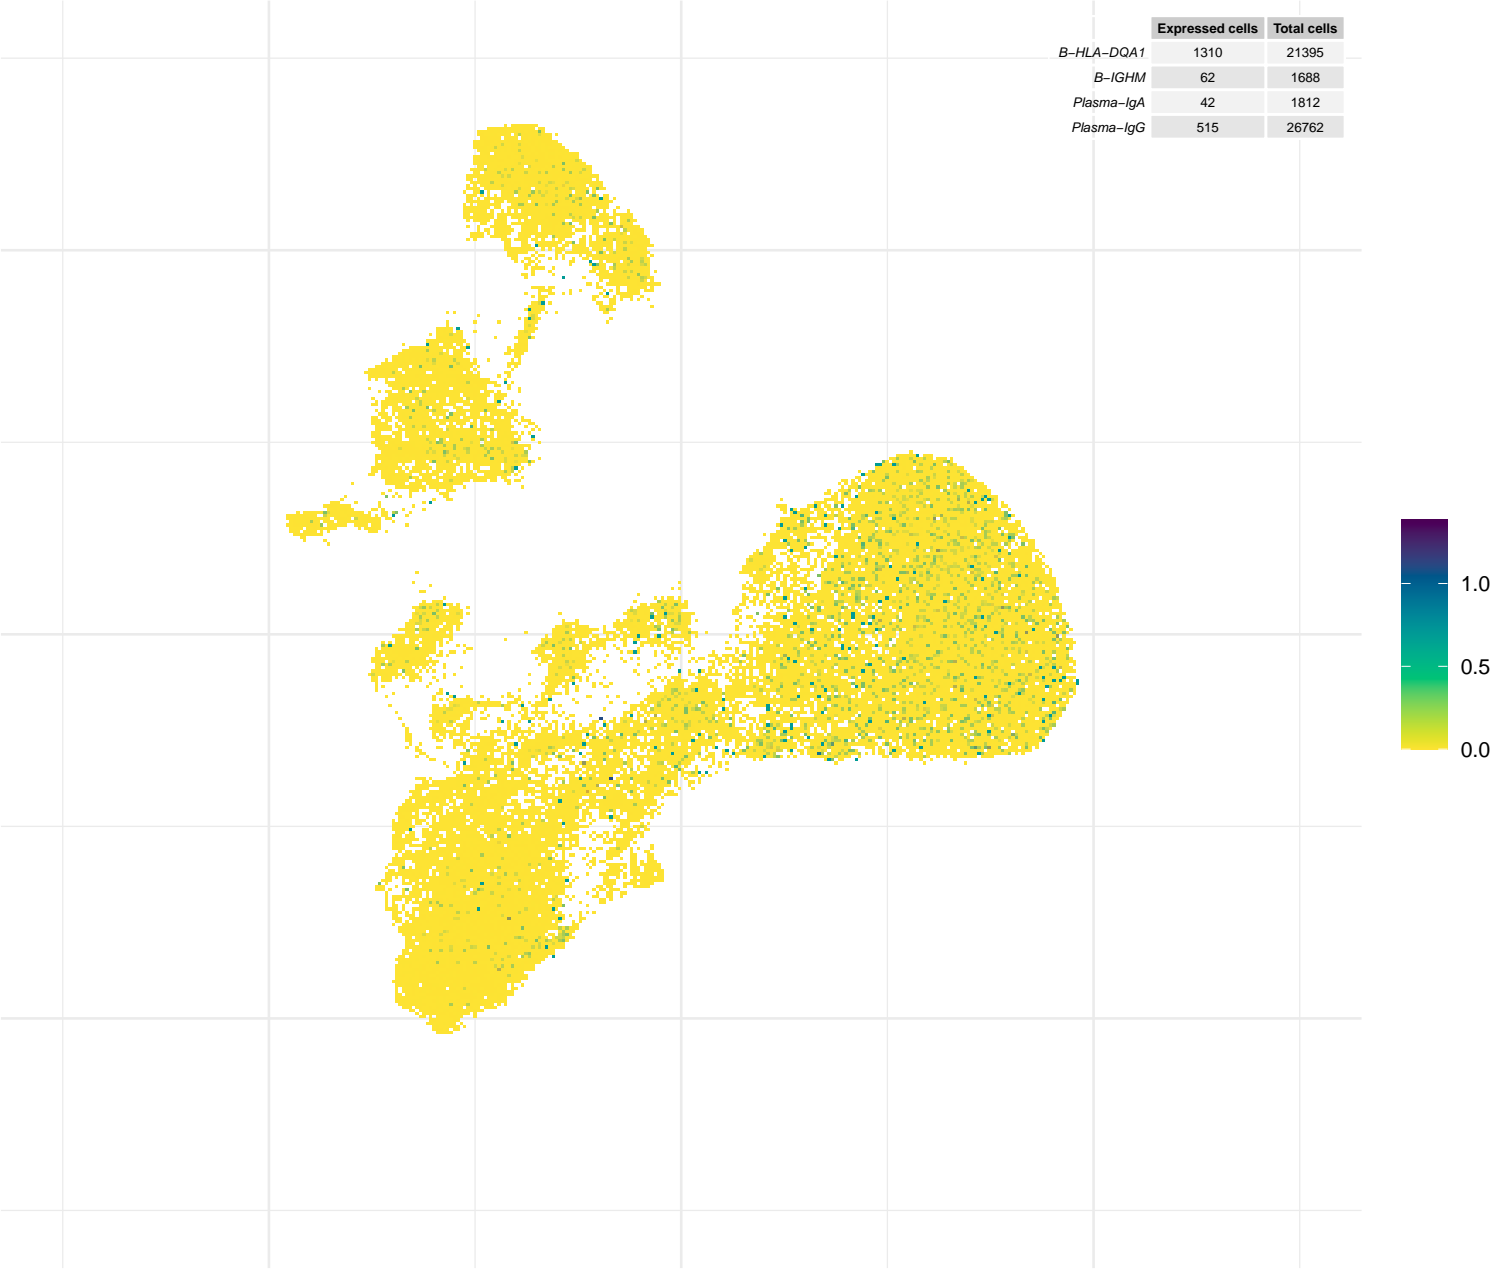 Expressed cells Total cells
B−HLA−DQA1 1310 21395
B−IGHM 62 1688
Plasma−IgA 42 1812
Plasma−IgG 515 26762
1.0
0.5
0.0